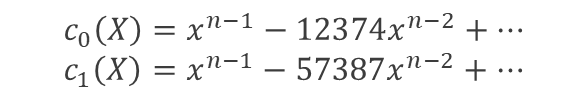 c₀(X) = xⁿ⁻¹ − 12374xⁿ⁻² + ⋯
c₁(X) = xⁿ⁻¹ − 57387xⁿ⁻² + ⋯